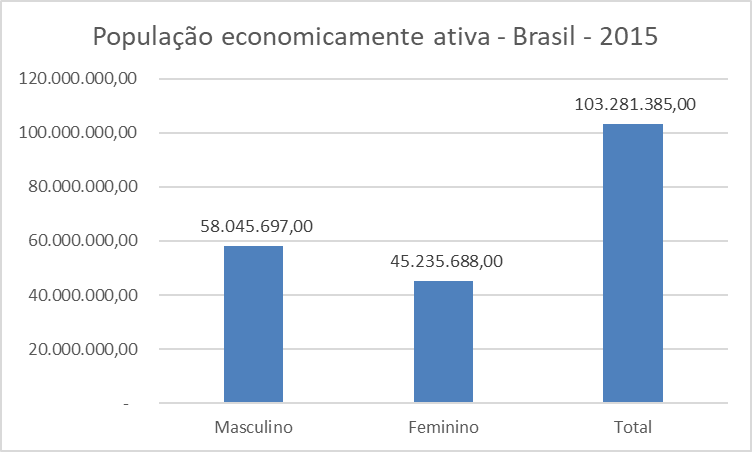 População economicamente ativa - Brasil - 2015
120.000.000,00
100.000.000,00
80.000.000,00
60.000.000,00
40.000.000,00
20.000.000,00
-
58.045.697,00
45.235.688,00
103.281.385,00
Masculino
Feminino
Total